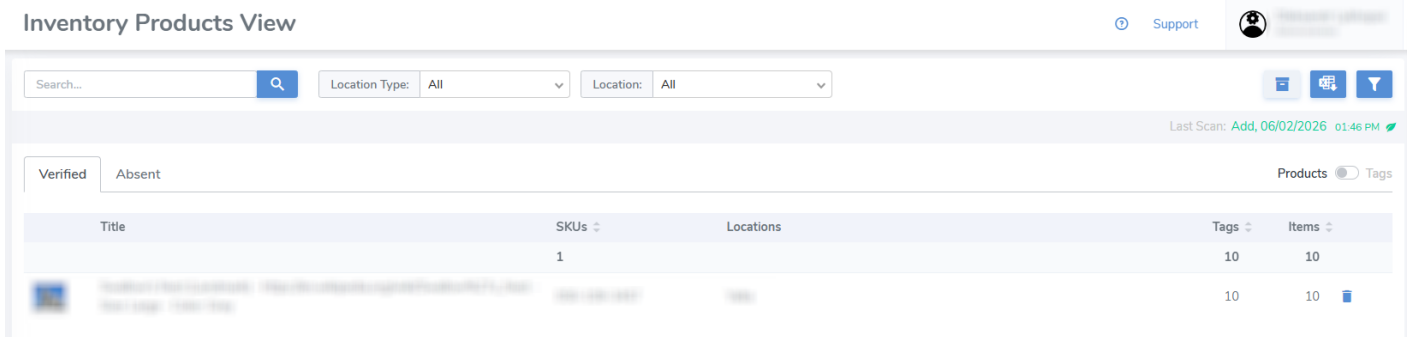 Inventory Products View
Support
Search...
Location Type: All
Location: All
Last Scan: Add, 06/02/2026 01:46 PM
Verified Absent
Products Tags
Title SKUs Locations Tags Items
1 10 10
10 10